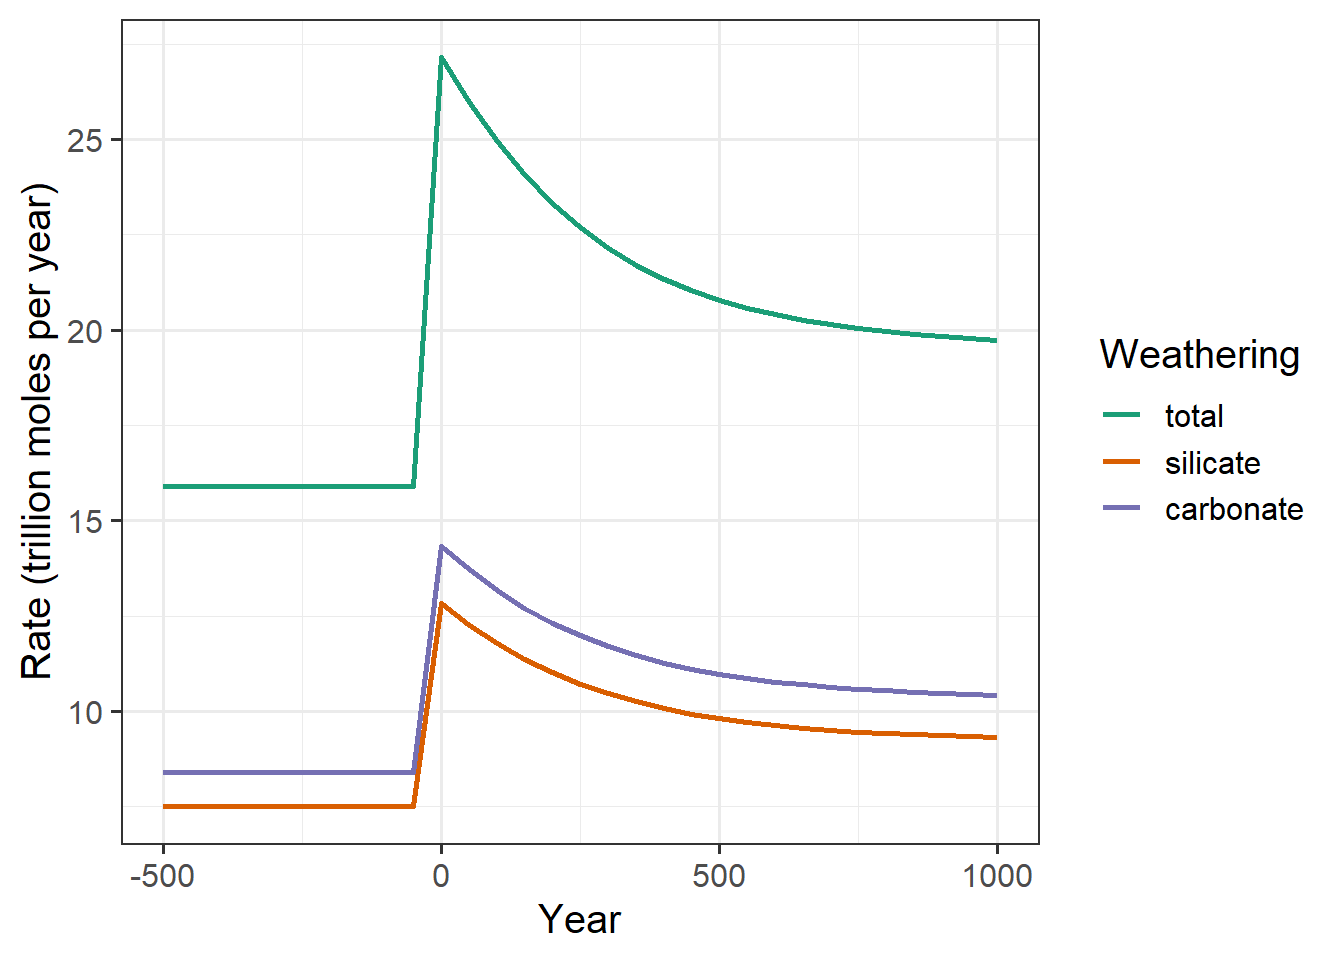 Rate (trillion moles per year)
25
20
15
10
-500
0
500
1000
Year
Weathering
total
silicate
carbonate